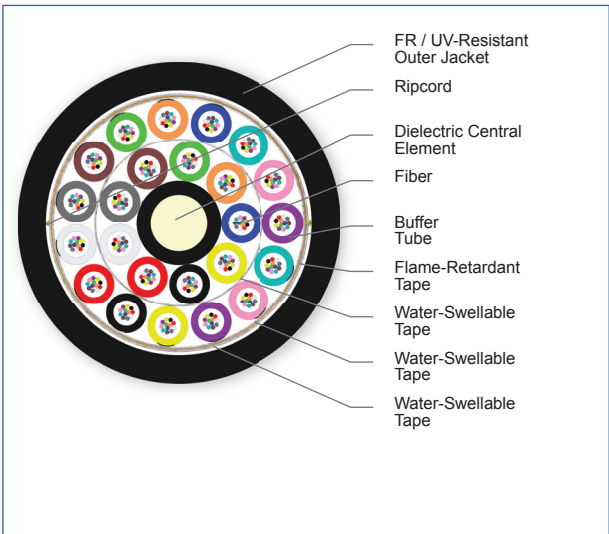 FR / UV-Resistant
Outer Jacket
Ripcord
Dielectric Central
Element
Fiber
Buffer
Tube
Flame-Retardant
Tape
Water-Swellable
Tape
Water-Swellable
Tape
Water-Swellable
Tape